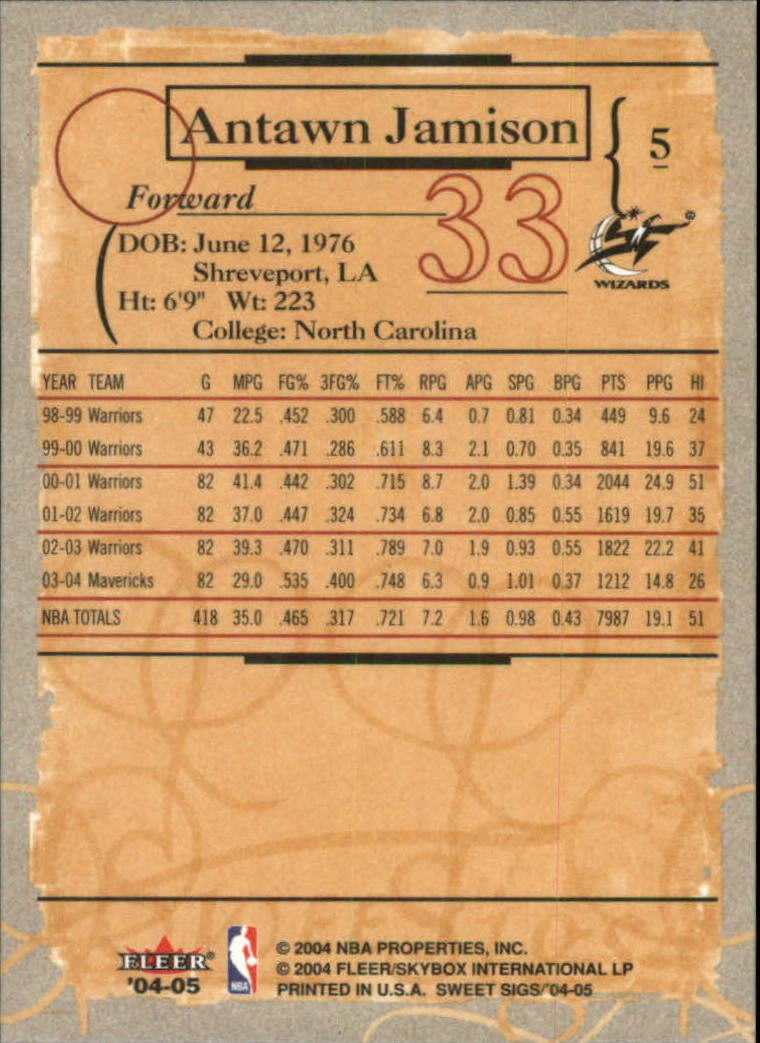 Antawn Jamison
5
Forward
33
DOB: June 12, 1976
Shreveport, LA
WIZARDS
Ht: 6'9" Wt: 223
College: North Carolina
YEAR TEAM G MPG FG% 3FG% FT% RPG APG SPG BPG PTS PPG HI
98-99 Warriors 47 22.5 .452 .300 .588 6.4 0.7 0.81 0.34 449 9.6 24
99-00 Warriors 43 36.2 .471 .286 .611 8.3 2.1 0.70 0.35 841 19.6 37
00-01 Warriors 82 41.4 .442 .302 .715 8.7 2.0 1.39 0.34 2044 24.9 51
01-02 Warriors 82 37.0 .447 .324 .734 6.8 2.0 0.85 0.55 1619 19.7 35
02-03 Warriors 82 39.3 .470 .311 .789 7.0 1.9 0.93 0.55 1822 22.2 41
03-04 Mavericks 82 29.0 .535 .400 .748 6.3 0.9 1.01 0.37 1212 14.8 26
NBA TOTALS 418 35.0 .465 .317 .721 7.2 1.6 0.98 0.43 7987 19.1 51
FLEER®
'04-05
NBA
© 2004 NBA PROPERTIES, INC.
© 2004 FLEER/SKYBOX INTERNATIONAL LP
PRINTED IN U.S.A. SWEET SIGS/'04-05